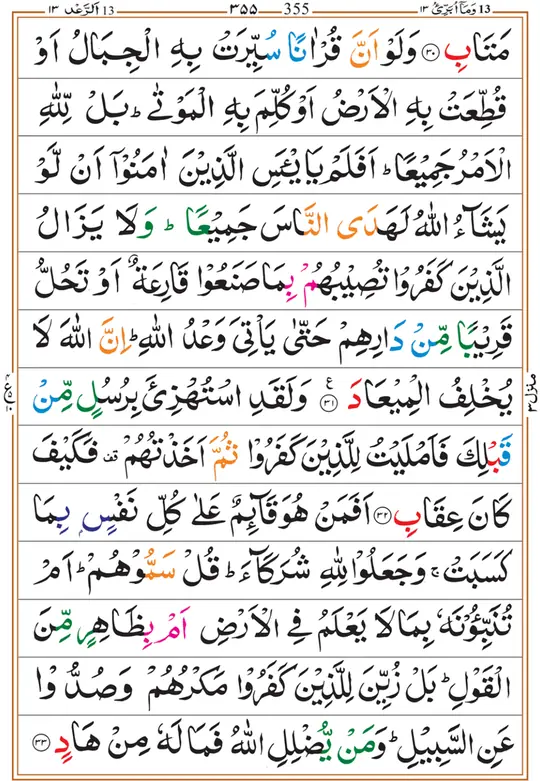 13 وَمَآ اُبَرِّئُ ١٣
355 ٣٥٥
13 اَلرَّعْد ١٣
مَتَابِ ۝٣٠ وَلَوْ اَنَّ قُرْاٰنًا سُيِّرَتْ بِهِ الْجِبَالُ اَوْ
قُطِّعَتْ بِهِ الْاَرْضُ اَوْ كُلِّمَ بِهِ الْمَوْتٰى ؕ بَلْ لِّلّٰهِ
الْاَمْرُ جَمِيْعًا ؕ اَفَلَمْ يَايْـَٔسِ الَّذِيْنَ اٰمَنُوْۤا اَنْ لَّوْ
يَشَآءُ اللّٰهُ لَهَدَى النَّاسَ جَمِيْعًا ؕ وَلَا يَزَالُ
الَّذِيْنَ كَفَرُوْا تُصِيْبُهُمْ بِمَا صَنَعُوْا قَارِعَةٌ اَوْ تَحُلُّ
قَرِيْبًا مِّنْ دَارِهِمْ حَتّٰى يَاْتِيَ وَعْدُ اللّٰهِ ؕ اِنَّ اللّٰهَ لَا
يُخْلِفُ الْمِيْعَادَ ۝٣١ ع وَلَقَدِ اسْتُهْزِئَ بِرُسُلٍ مِّنْ
قَبْلِكَ فَاَمْلَيْتُ لِلَّذِيْنَ كَفَرُوْا ثُمَّ اَخَذْتُهُمْ قف فَكَيْفَ
كَانَ عِقَابِ ۝٣٢ اَفَمَنْ هُوَ قَآئِمٌ عَلٰى كُلِّ نَفْسٍۭ بِمَا
كَسَبَتْ ۚ وَجَعَلُوْا لِلّٰهِ شُرَكَآءَ ؕ قُلْ سَمُّوْهُمْ ؕ اَمْ
تُنَبِّـُٔوْنَهٗ بِمَا لَا يَعْلَمُ فِي الْاَرْضِ اَمْ بِظَاهِرٍ مِّنَ
الْقَوْلِ ؕ بَلْ زُيِّنَ لِلَّذِيْنَ كَفَرُوْا مَكْرُهُمْ وَصُدُّوْا
عَنِ السَّبِيْلِ ؕ وَمَنْ يُّضْلِلِ اللّٰهُ فَمَا لَهٗ مِنْ هَادٍ ۝٣٣
منزل ٣